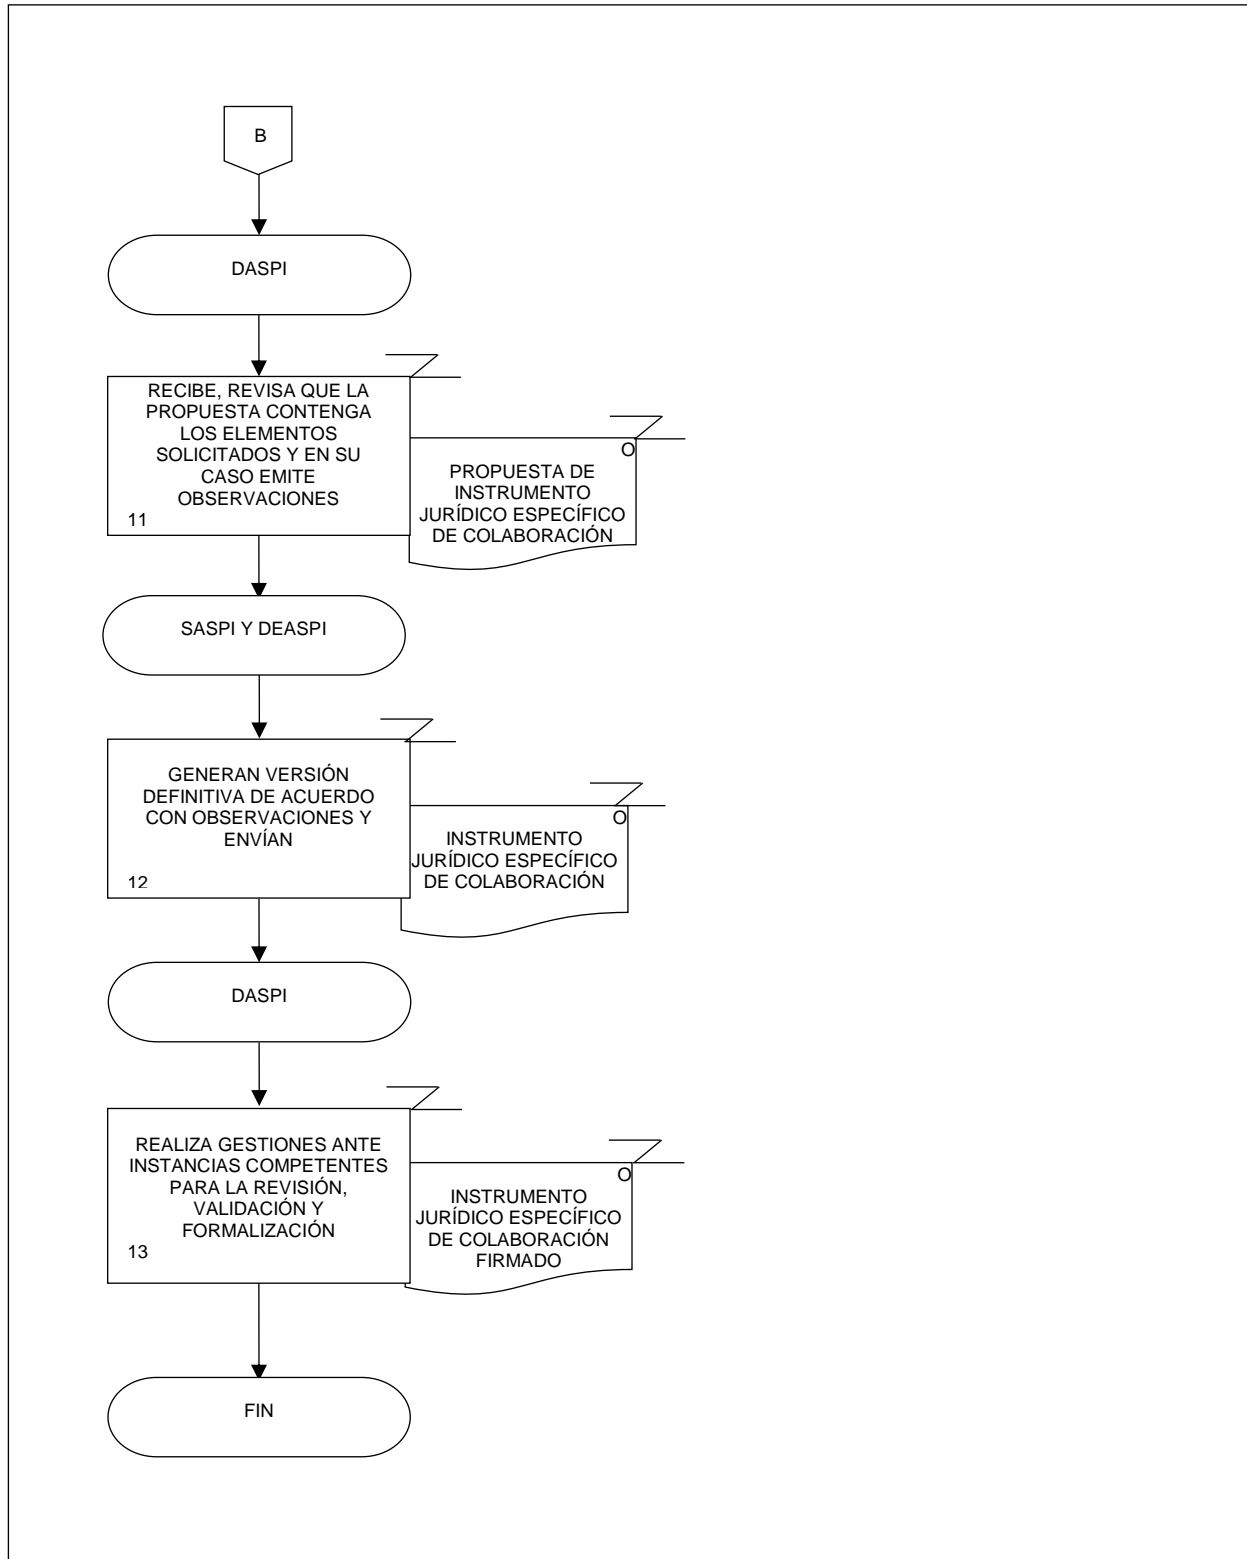 B
DASPI
RECIBE, REVISA QUE LA
PROPUESTA CONTENGA
LOS ELEMENTOS
SOLICITADOS Y EN SU
CASO EMITE
OBSERVACIONES
11
O
PROPUESTA DE
INSTRUMENTO
JURÍDICO ESPECÍFICO
DE COLABORACIÓN
SASPI Y DEASPI
GENERAN VERSIÓN
DEFINITIVA DE ACUERDO
CON OBSERVACIONES Y
ENVÍAN
12
O
INSTRUMENTO
JURÍDICO ESPECÍFICO
DE COLABORACIÓN
DASPI
REALIZA GESTIONES ANTE
INSTANCIAS COMPETENTES
PARA LA REVISIÓN,
VALIDACIÓN Y
FORMALIZACIÓN
13
O
INSTRUMENTO
JURÍDICO ESPECÍFICO
DE COLABORACIÓN
FIRMADO
FIN